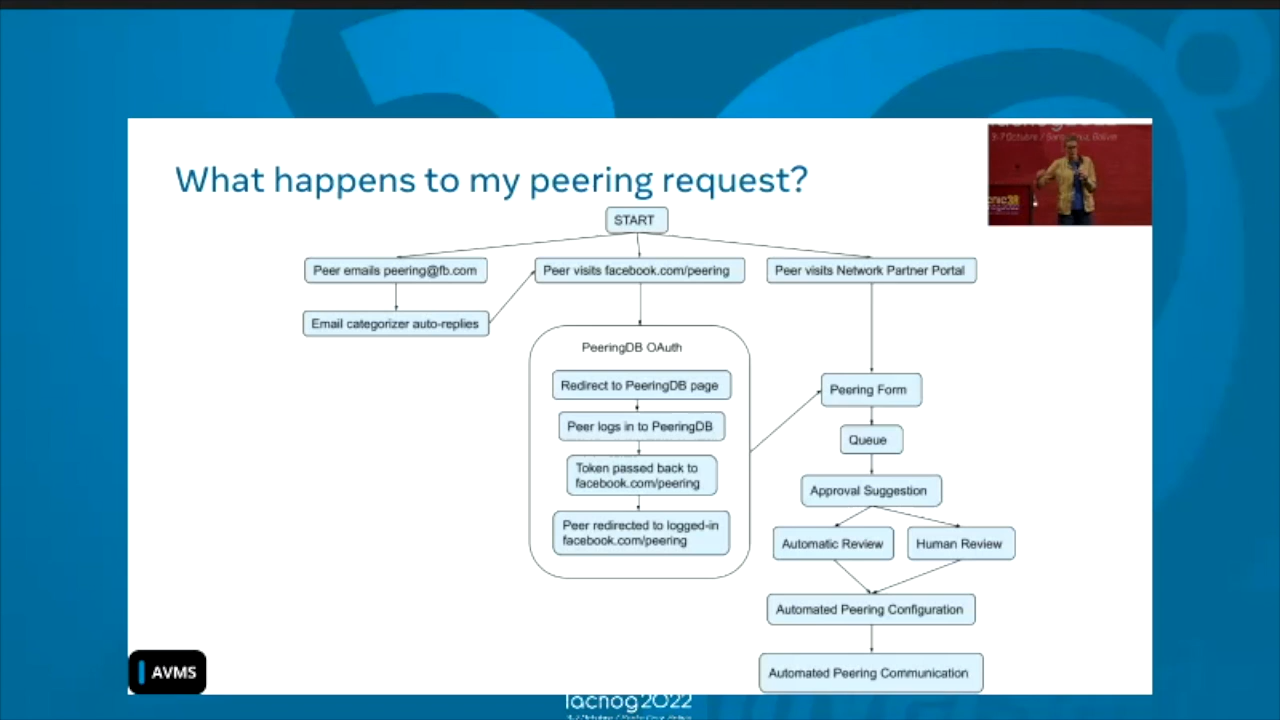 What happens to my peering request?
START
Peer emails peering@fb.com
Peer visits facebook.com/peering
Peer visits Network Partner Portal
Email categorizer auto-replies
PeeringDB OAuth
Redirect to PeeringDB page
Peer logs in to PeeringDB
Token passed back to
facebook.com/peering
Peer redirected to logged-in
facebook.com/peering
Peering Form
Queue
Approval Suggestion
Automatic Review
Human Review
Automated Peering Configuration
Automated Peering Communication
AVMS
lacnog2022